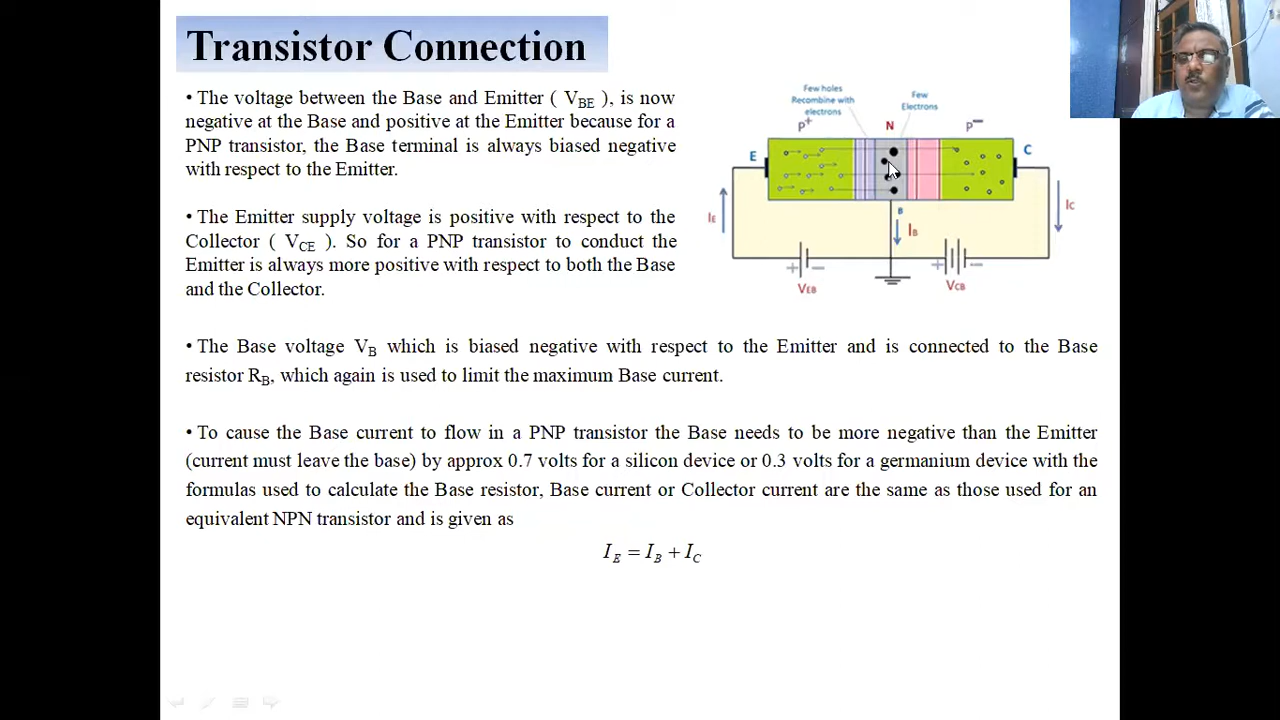 Transistor Connection
• The voltage between the Base and Emitter ( VBE ), is now
negative at the Base and positive at the Emitter because for a
PNP transistor, the Base terminal is always biased negative
with respect to the Emitter.
• The Emitter supply voltage is positive with respect to the
Collector ( VCE ). So for a PNP transistor to conduct the
Emitter is always more positive with respect to both the Base
and the Collector.
Few holes
Recombine with
electrons
Few
Electrons
P+
N
P−
E
C
B
IE
IB
IC
+
−
+
−
VEB
VCB
• The Base voltage VB which is biased negative with respect to the Emitter and is connected to the Base
resistor RB, which again is used to limit the maximum Base current.
• To cause the Base current to flow in a PNP transistor the Base needs to be more negative than the Emitter
(current must leave the base) by approx 0.7 volts for a silicon device or 0.3 volts for a germanium device with the
formulas used to calculate the Base resistor, Base current or Collector current are the same as those used for an
equivalent NPN transistor and is given as
IE = IB + IC